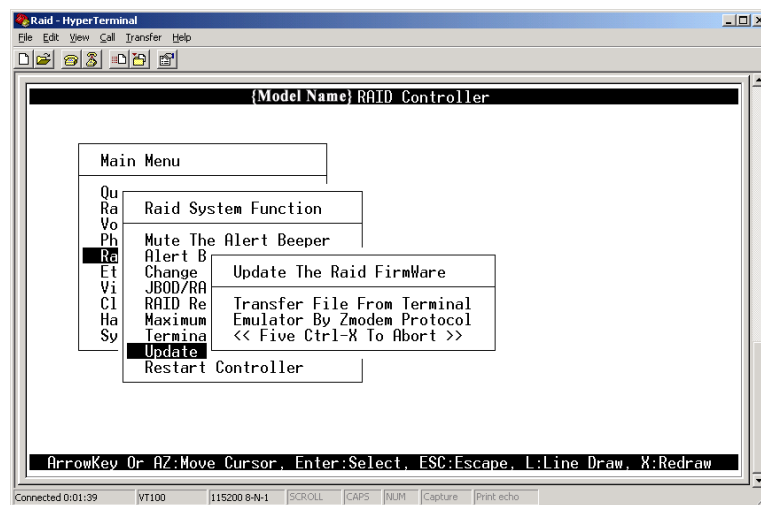 Raid - HyperTerminal
File Edit View Call Transfer Help
{Model Name} RAID Controller
Main Menu
Qu
Ra
Vo
Ph
Ra
Et
Vi
Cl
Ha
Sy
Raid System Function
Mute The Alert Beeper
Alert B
Change
JBOD/RA
RAID Re
Maximum
Termina
Update
Restart Controller
Update The Raid FirmWare
Transfer File From Terminal
Emulator By Zmodem Protocol
<< Five Ctrl-X To Abort >>
ArrowKey Or AZ:Move Cursor, Enter:Select, ESC:Escape, L:Line Draw, X:Redraw
Connected 0:01:39 VT100 115200 8-N-1 SCROLL CAPS NUM Capture Print echo